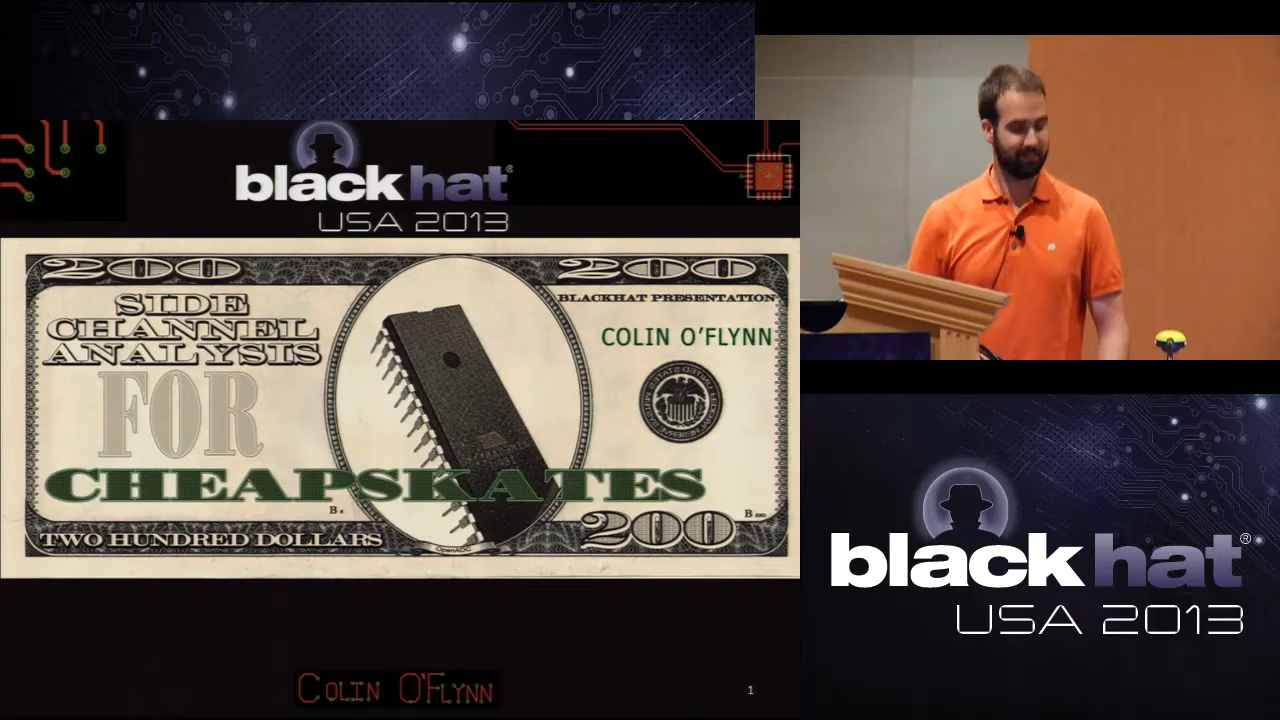 black hat®
USA 2013
200
200
SIDE
CHANNEL
ANALYSIS
FOR
CHEAPSKATES
BLACKHAT PRESENTATION
COLIN O'FLYNN
OpenADC
TWO HUNDRED DOLLARS
200
COLIN O'FLYNN
1
black hat®
USA 2013